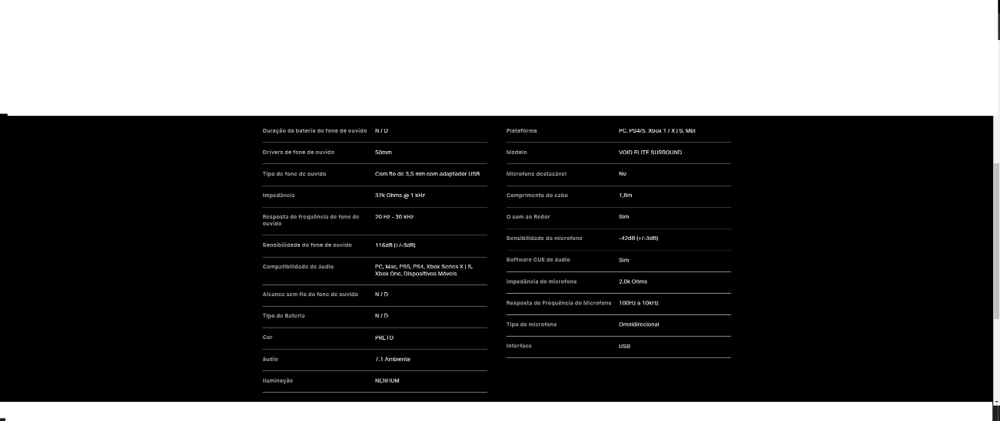 Duração da bateria do fone de ouvido N / D
Drivers de fone de ouvido 50mm
Tipo de fone de ouvido Com fio de 3,5 mm com adaptador USB
Impedância 32k Ohms @ 1 kHz
Resposta de frequência de fone de
ouvido 20 Hz - 30 kHz
Sensibilidade do fone de ouvido 116dB (+/-3dB)
Compatibilidade de áudio PC, Mac, PS5, PS4, Xbox Series X | S,
Xbox One, Dispositivos Móveis
Alcance sem fio do fone de ouvido N / D
Tipo de Bateria N / D
Cor PRETO
áudio 7.1 Ambiente
Iluminação NENHUM
Plataforma PC, PS4/5, Xbox 1 / X | S, Mbl
Modelo VOID ELITE SURROUND
Microfone destacável No
Comprimento do cabo 1,8m
O som ao Redor Sim
Sensibilidade do microfone -42dB (+/-3dB)
Software CUE de áudio Sim
impedância do microfone 2.0k Ohms
Resposta de Frequência do Microfone 100Hz a 10kHz
Tipo de microfone Omnidirecional
Interface USB